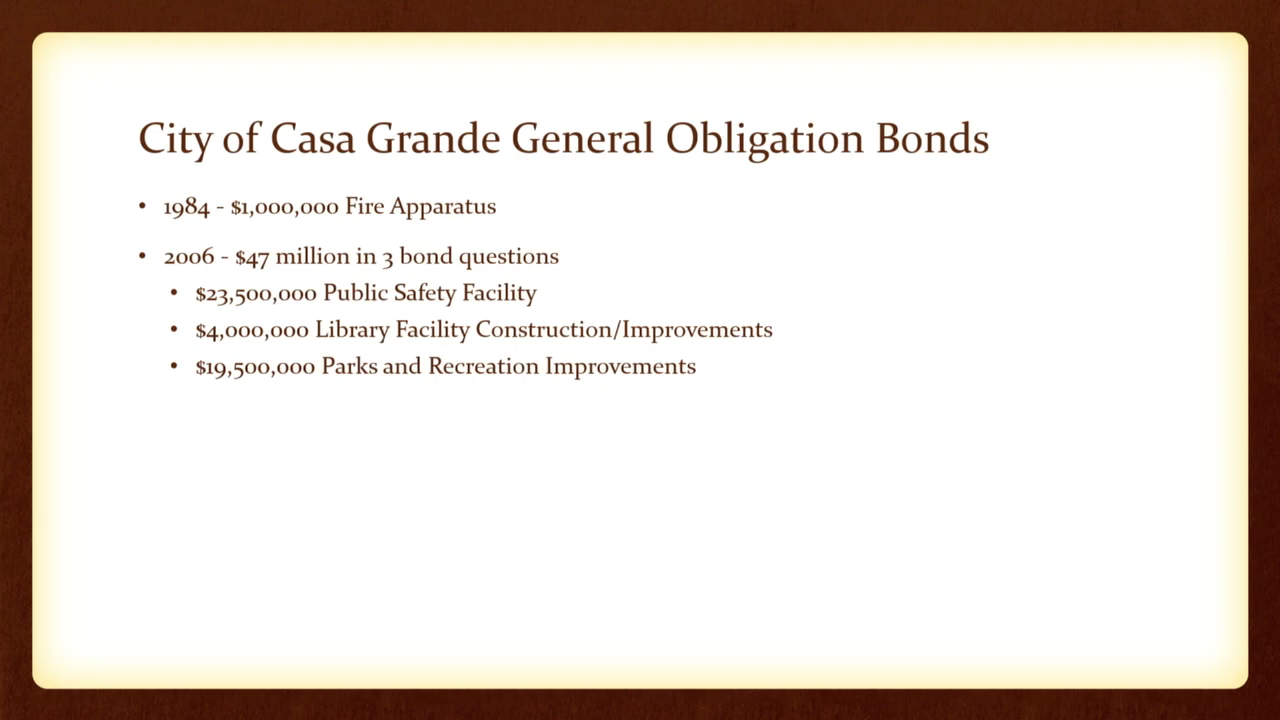 City of Casa Grande General Obligation Bonds
• 1984 - $1,000,000 Fire Apparatus
• 2006 - $47 million in 3 bond questions
• $23,500,000 Public Safety Facility
• $4,000,000 Library Facility Construction/Improvements
• $19,500,000 Parks and Recreation Improvements